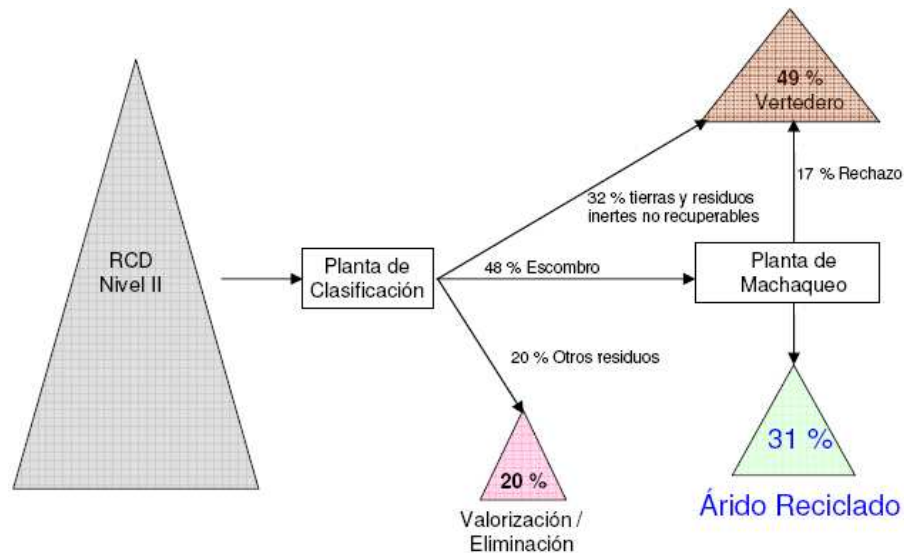 49 %
Vertedero
17 % Rechazo
32 % tierras y residuos
inertes no recuperables
RCD
Nivel II
Planta de
Clasificación
48 % Escombro
Planta de
Machaqueo
20 % Otros residuos
31 %
20 %
Árido Reciclado
Valorización /
Eliminación